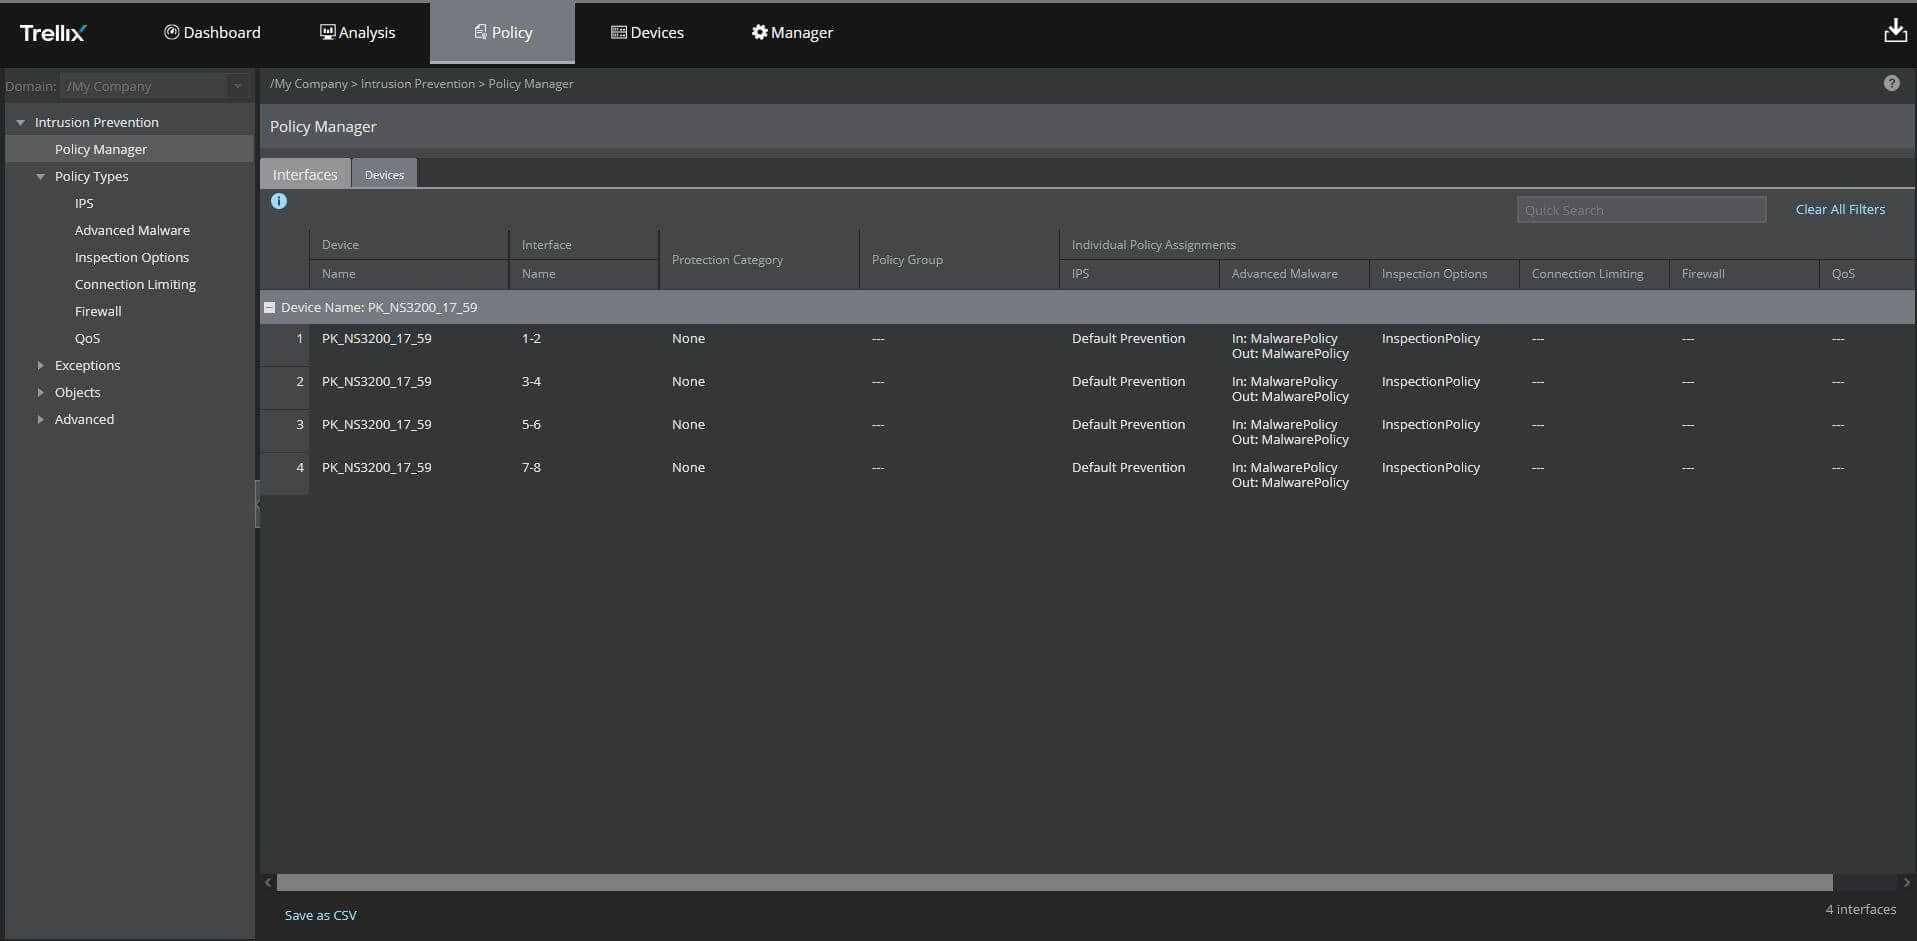 Trellix
Dashboard
Analysis
Policy
Devices
Manager
Domain: /My Company
Intrusion Prevention
Policy Manager
Policy Types
IPS
Advanced Malware
Inspection Options
Connection Limiting
Firewall
QoS
Exceptions
Objects
Advanced
/My Company > Intrusion Prevention > Policy Manager
?
Policy Manager
Interfaces
Devices
i
Quick Search
Clear All Filters
Device
Interface
Protection Category
Policy Group
Individual Policy Assignments
Name
Name
IPS
Advanced Malware
Inspection Options
Connection Limiting
Firewall
QoS
Device Name: PK_NS3200_17_59
1 PK_NS3200_17_59 1-2 None --- Default Prevention In: MalwarePolicy InspectionPolicy --- --- ---
Out: MalwarePolicy
2 PK_NS3200_17_59 3-4 None --- Default Prevention In: MalwarePolicy InspectionPolicy --- --- ---
Out: MalwarePolicy
3 PK_NS3200_17_59 5-6 None --- Default Prevention In: MalwarePolicy InspectionPolicy --- --- ---
Out: MalwarePolicy
4 PK_NS3200_17_59 7-8 None --- Default Prevention In: MalwarePolicy InspectionPolicy --- --- ---
Out: MalwarePolicy
Save as CSV
4 interfaces